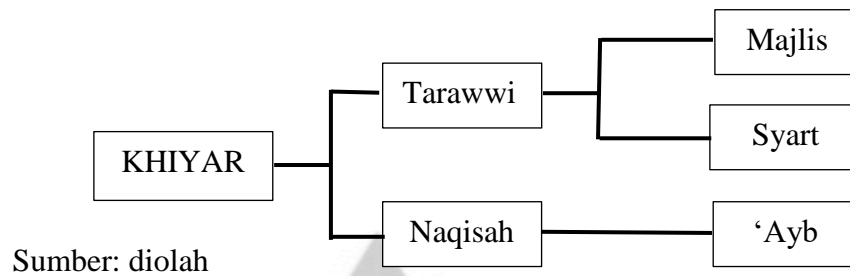 Majlis
Tarawwi
Syart
KHIYAR
Naqisah
‘Ayb
Sumber: diolah